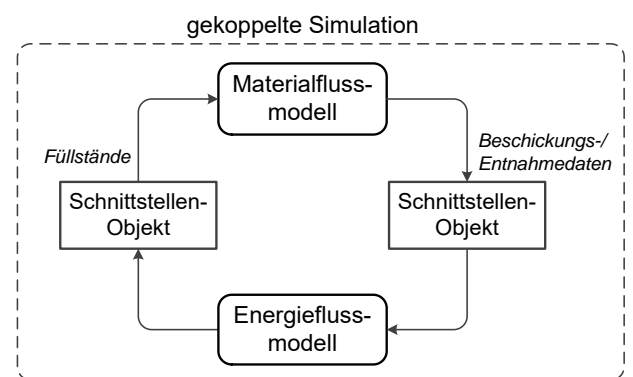 gekoppelte Simulation
Materialfluss-
modell
Füllstände
Beschickungs-/
Entnahmedaten
Schnittstellen-
Objekt
Schnittstellen-
Objekt
Energiefluss-
modell